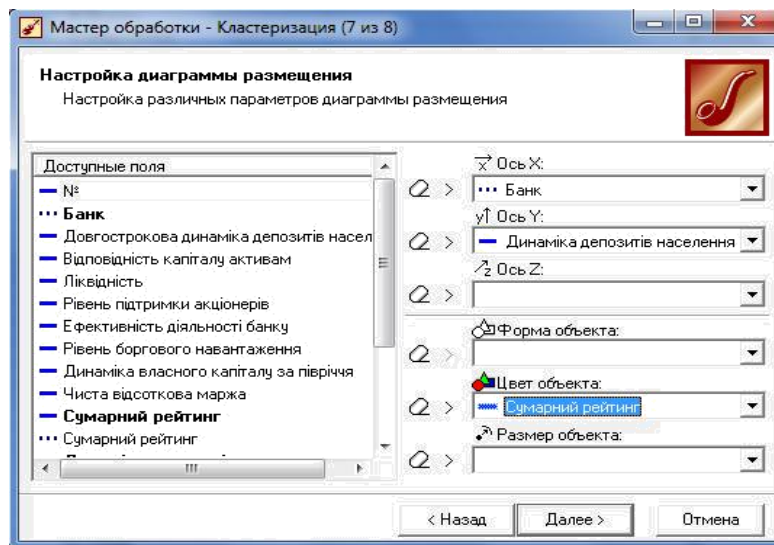 Мастер обработки - Кластеризация (7 из 8)
Настройка диаграммы размещения
Настройка различных параметров диаграммы размещения
Доступные поля
№
Банк
Довгострокова динаміка депозитів насел
Відповідність капіталу активам
Ліквідність
Рівень підтримки акціонерів
Ефективність діяльності банку
Рівень боргового навантаження
Динаміка власного капіталу за півріччя
Чиста відсоткова маржа
Сумарний рейтинг
Сумарний рейтинг
x Ось X:
Банк
y Ось Y:
Динаміка депозитів населення
z Ось Z:
Форма объекта:
Цвет объекта:
Сумарний рейтинг
Размер объекта:
< Назад
Далее >
Отмена